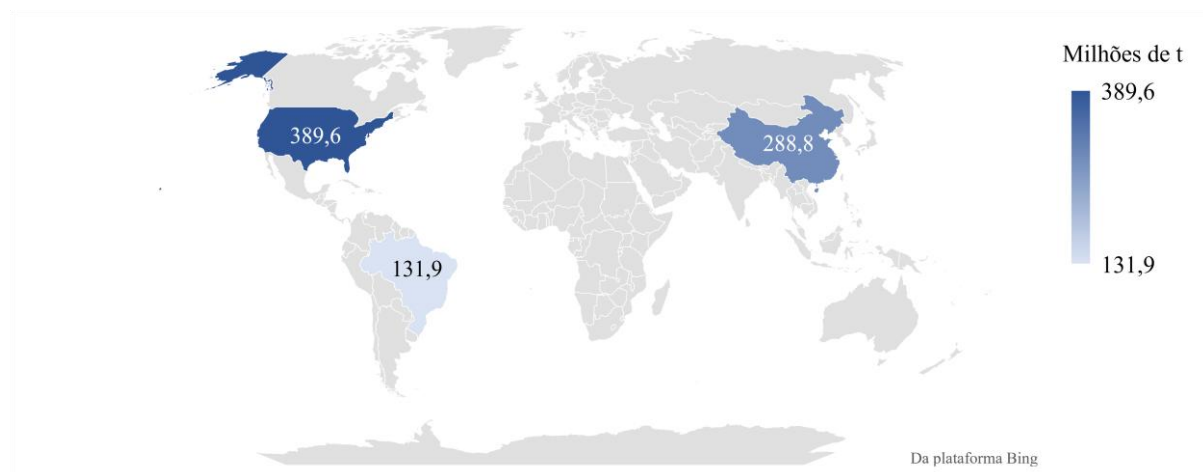 Milhões de t
389,6
389,6
288,8
131,9
131,9
Da plataforma Bing